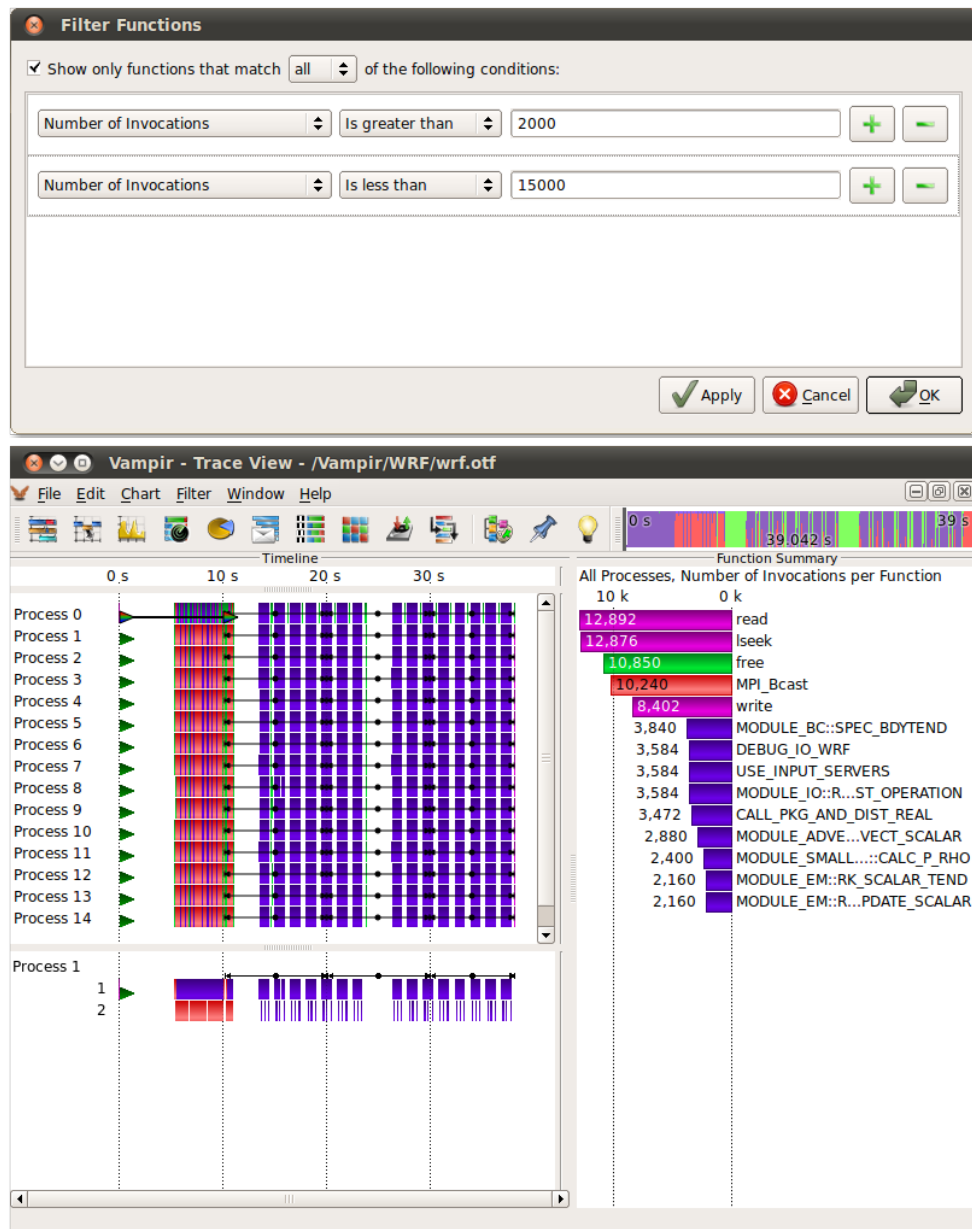 Filter Functions
Show only functions that match all of the following conditions:
Number of Invocations Is greater than 2000
Number of Invocations Is less than 15000
Apply Cancel OK
Vampir - Trace View - /Vampir/WRF/wrf.otf
File Edit Chart Filter Window Help
0 s 39 s
39.042 s
Timeline
0 s 10 s 20 s 30 s
Process 0
Process 1
Process 2
Process 3
Process 4
Process 5
Process 6
Process 7
Process 8
Process 9
Process 10
Process 11
Process 12
Process 13
Process 14
Process 1
1
2
Function Summary
All Processes, Number of Invocations per Function
10 k 0 k
12,892 read
12,876 lseek
10,850 free
10,240 MPI_Bcast
8,402 write
3,840 MODULE_BC::SPEC_BDYTEND
3,584 DEBUG_IO_WRF
3,584 USE_INPUT_SERVERS
3,584 MODULE_IO::R...ST_OPERATION
3,472 CALL_PKG_AND_DIST_REAL
2,880 MODULE_ADVE...VECT_SCALAR
2,400 MODULE_SMALL...::CALC_P_RHO
2,160 MODULE_EM::RK_SCALAR_TEND
2,160 MODULE_EM::R...PDATE_SCALAR